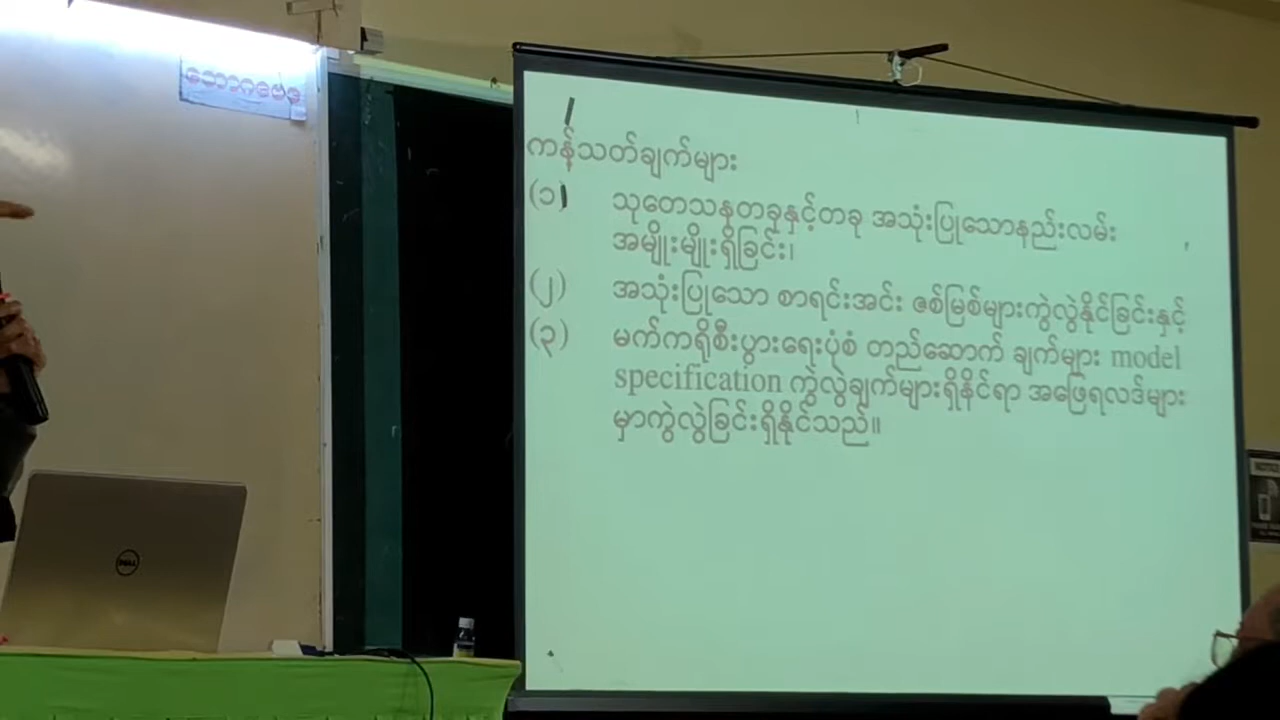 ကန့်သတ်ချက်များ
(၁) သုတေသနတခုနှင့်တခု အသုံးပြုသောနည်းလမ်း
အမျိုးမျိုးရှိခြင်း၊
(၂) အသုံးပြုသော စာရင်းအင်း ဇစ်မြစ်များကွဲလွဲနိုင်ခြင်းနှင့်
(၃) မက်ကရိုစီးပွားရေးပုံစံ တည်ဆောက် ချက်များ model
specification ကွဲလွဲချက်များရှိနိုင်ရာ အဖြေရလဒ်များ
မှာကွဲလွဲခြင်းရှိနိုင်သည်။
DELL